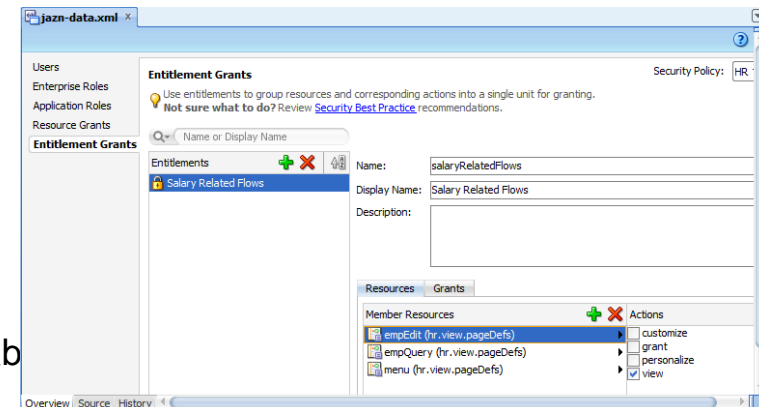 jazn-data.xml
Users
Enterprise Roles
Application Roles
Resource Grants
Entitlement Grants
Entitlement Grants
Security Policy: HR
Use entitlements to group resources and corresponding actions into a single unit for granting.
Not sure what to do? Review Security Best Practice recommendations.
Name or Display Name
Entitlements
Salary Related Flows
Name: salaryRelatedFlows
Display Name: Salary Related Flows
Description:
Resources Grants
Member Resources
empEdit (hr.view.pageDefs)
empQuery (hr.view.pageDefs)
menu (hr.view.pageDefs)
Actions
customize
grant
personalize
view
b
Overview Source History